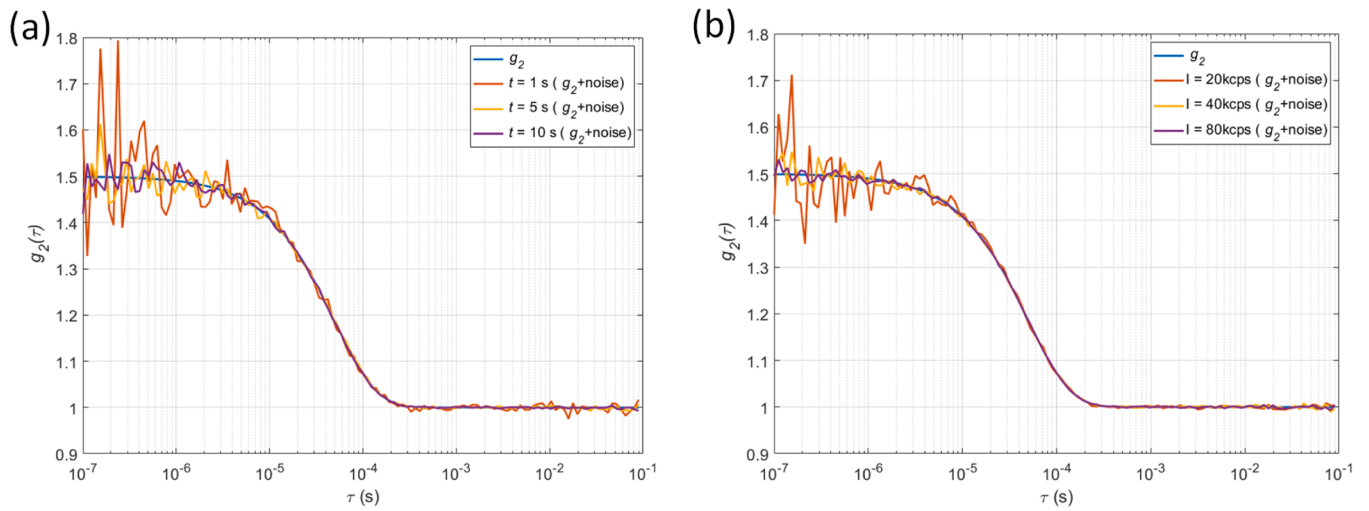 (a)
1.8
1.7
1.6
1.5
1.4
1.3
1.2
1.1
1
0.9
g2(τ)
10-7
10-6
10-5
10-4
10-3
10-2
10-1
τ (s)
g2
t = 1 s ( g2+noise)
t = 5 s ( g2+noise)
t = 10 s ( g2+noise)
(b)
1.8
1.7
1.6
1.5
1.4
1.3
1.2
1.1
1
0.9
g2(τ)
10-7
10-6
10-5
10-4
10-3
10-2
10-1
τ (s)
g2
I = 20kcps ( g2+noise)
I = 40kcps ( g2+noise)
I = 80kcps ( g2+noise)